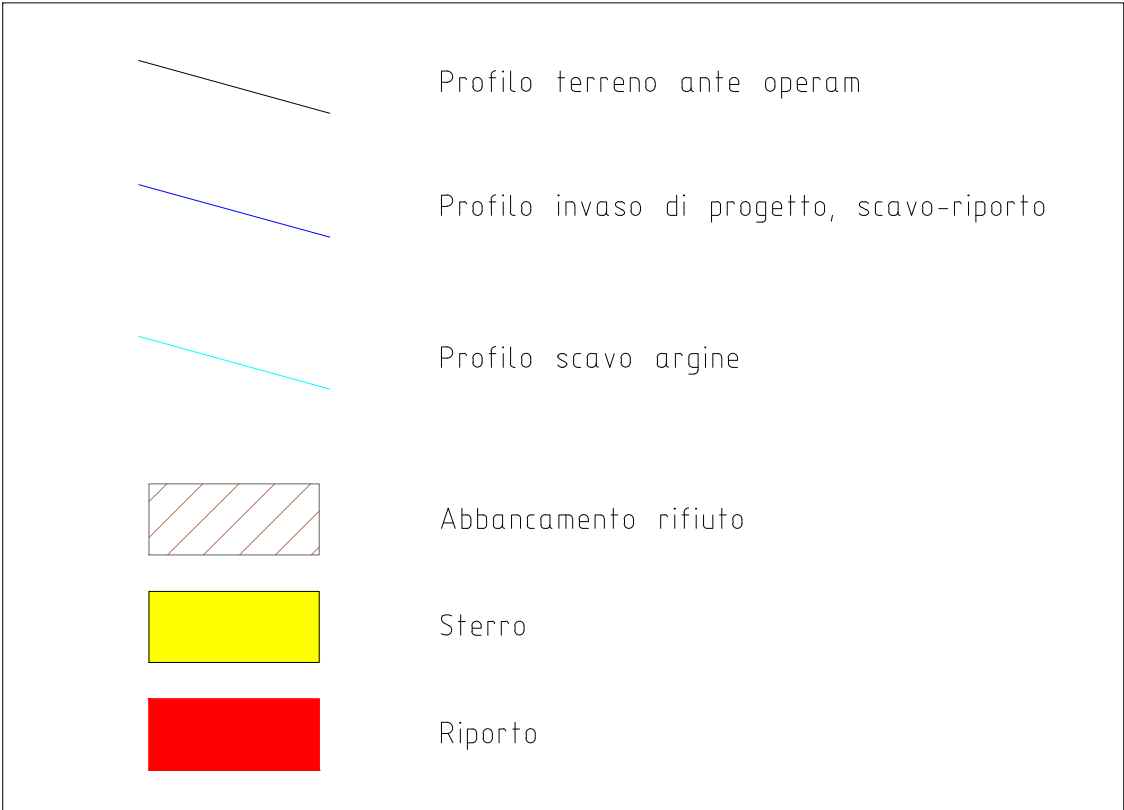 Profilo terreno ante operam
Profilo invaso di progetto, scavo-riporto
Profilo scavo argine
Abbancamento rifiuto
Sterro
Riporto